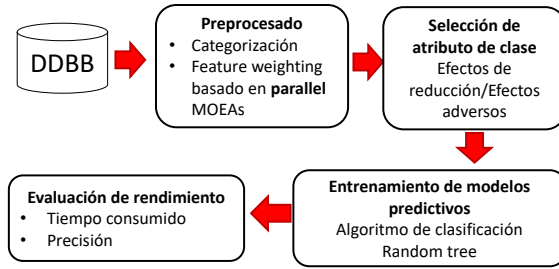 DDBB
Preprocesado
• Categorización
• Feature weighting
basado en parallel
MOEAs
Selección de
atributo de clase
Efectos de
reducción/Efectos
adversos
Evaluación de rendimiento
• Tiempo consumido
• Precisión
Entrenamiento de modelos
predictivos
Algoritmo de clasificación
Random tree